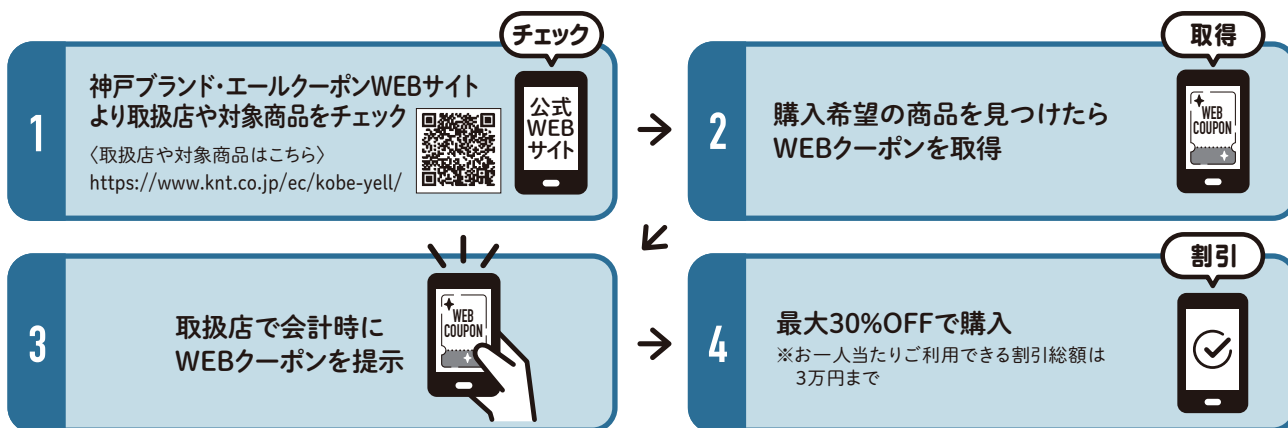 チェック
1
神戸ブランド・エールクーポンWEBサイト
より取扱店や対象商品をチェック
〈取扱店や対象商品はこちら〉
https://www.knt.co.jp/ec/kobe-yell/
公式
WEB
サイト
取得
2
購入希望の商品を見つけたら
WEBクーポンを取得
WEB
COUPON
3
取扱店で会計時に
WEBクーポンを提示
WEB
COUPON
割引
4
最大30%OFFで購入
※お一人当たりご利用できる割引総額は
3万円まで